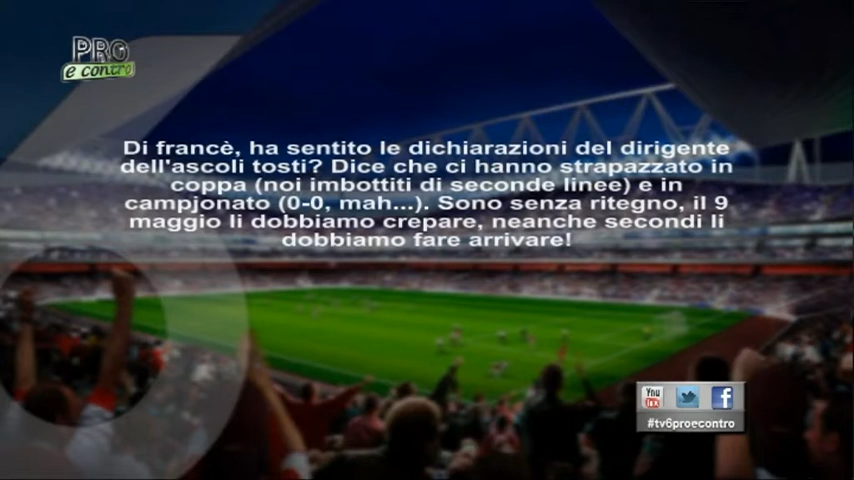 PRO
e contro
Di francè, ha sentito le dichiarazioni del dirigente
dell'ascoli tosti? Dice che ci hanno strapazzato in
coppa (noi imbottiti di seconde linee) e in
campjonato (0-0, mah...). Sono senza ritegno, il 9
maggio li dobbiamo crepare, neanche secondi li
dobbiamo fare arrivare!
You
#tv6proecontro